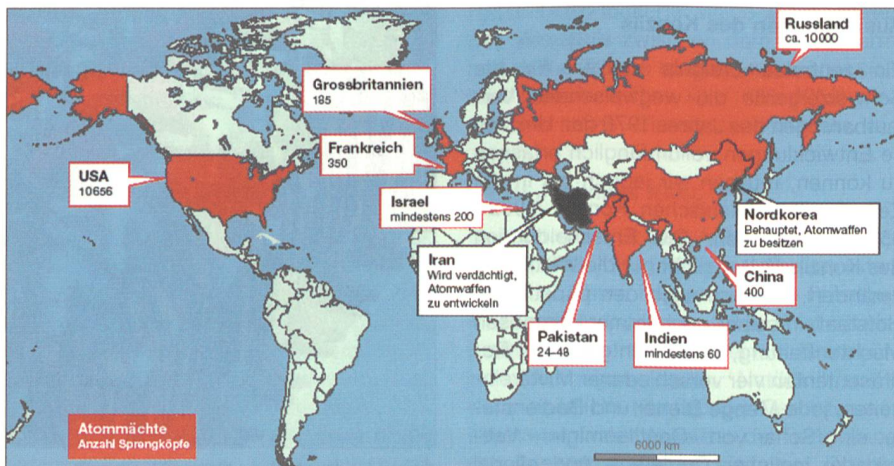 Russland
ca. 10000
Grossbritannien
185
Frankreich
350
USA
10656
Israel
mindestens 200
Iran
Wird verdächtigt,
Atomwaffen
zu entwickeln
Nordkorea
Behauptet, Atomwaffen
zu besitzen
China
400
Pakistan
24–48
Indien
mindestens 60
Atommächte
Anzahl Sprengköpfe
6000 km